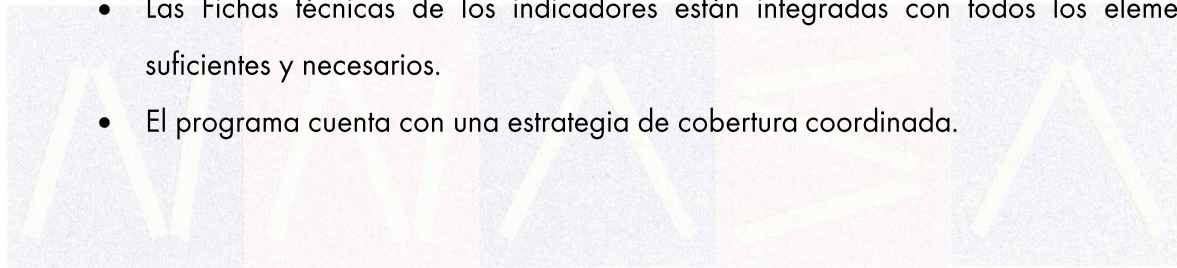 • Las Fichas técnicas de los indicadores están integradas con todos los eleme
suficientes y necesarios.
• El programa cuenta con una estrategia de cobertura coordinada.